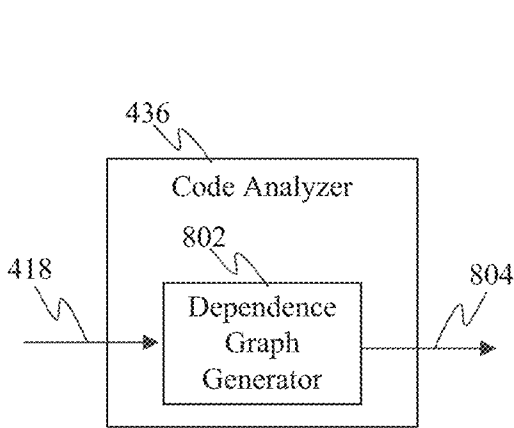 436
Code Analyzer
802
418
804
Dependence
Graph
Generator